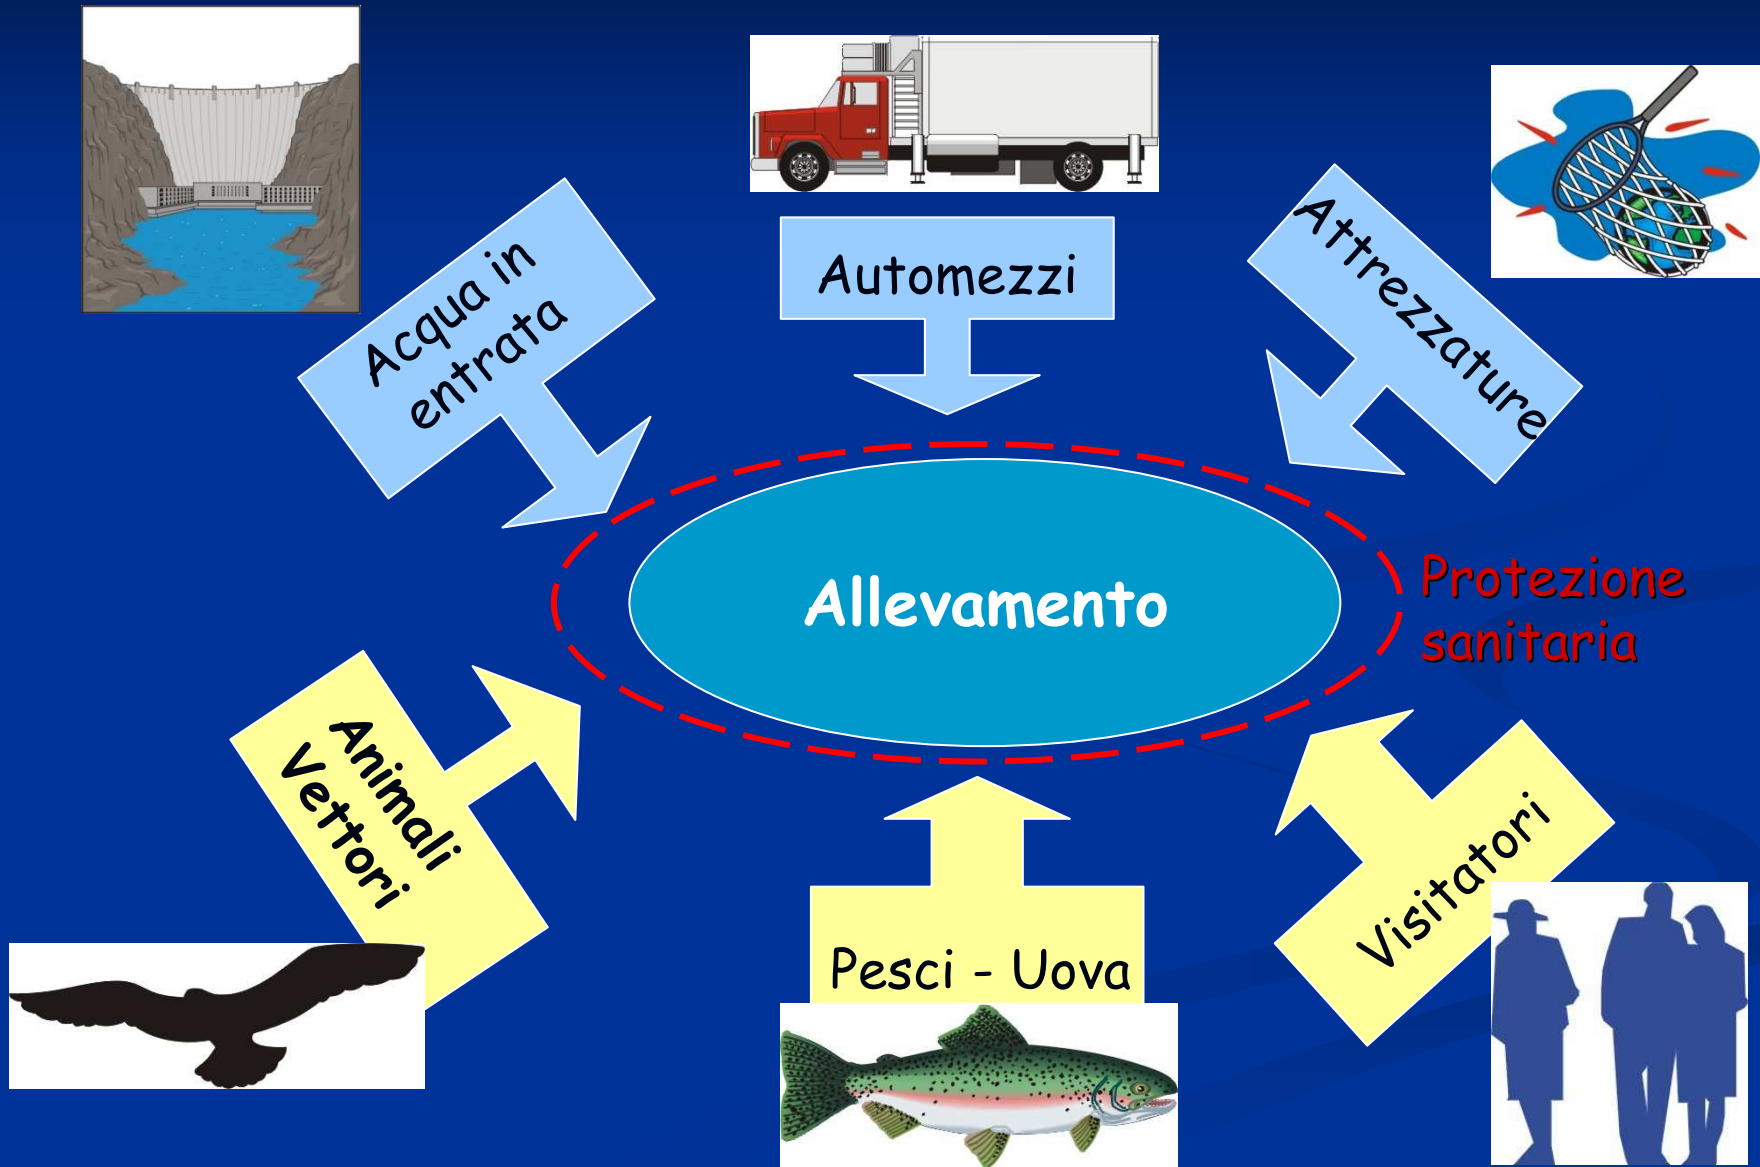 Acqua in
entrata
Automezzi
Attrezzature
Allevamento
Protezione
sanitaria
Animali
Vettori
Pesci - Uova
Visitatori